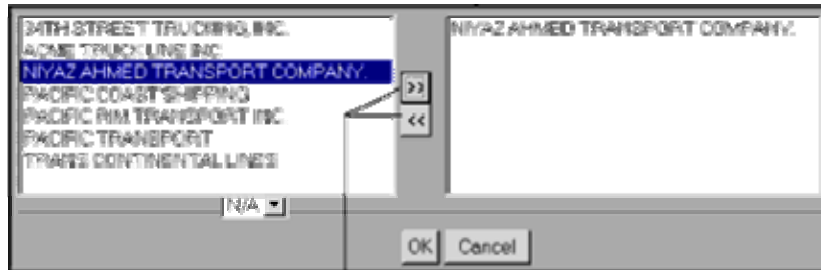 34TH STREET TRUCKING, INC.
ACME TRUCK LINE INC
NIYAZ AHMED TRANSPORT COMPANY.
PACIFIC COAST SHIPPING
PACIFIC RIM TRANSPORT INC.
PACIFIC TRANSPORT
TRANS CONTINENTAL LINES
>>
<<
NIYAZ AHMED TRANSPORT COMPANY.
N/A
OK Cancel